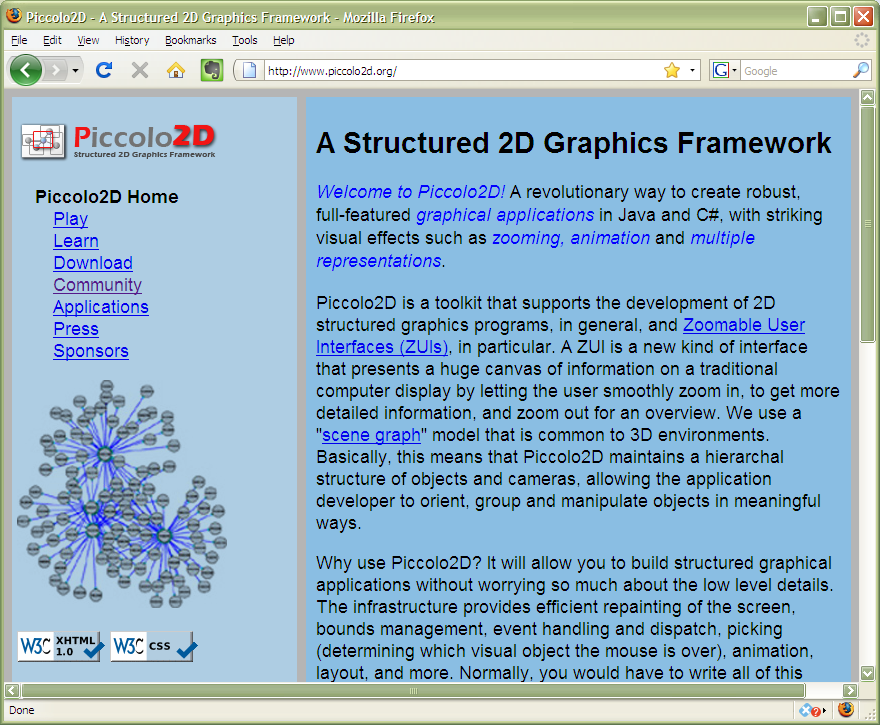 Piccolo2D - A Structured 2D Graphics Framework - Mozilla Firefox
File Edit View History Bookmarks Tools Help
http://www.piccolo2d.org/
G Google
Piccolo2D
Structured 2D Graphics Framework
Piccolo2D Home
Play
Learn
Download
Community
Applications
Press
Sponsors
W3C XHTML 1.0
W3C CSS
A Structured 2D Graphics Framework
Welcome to Piccolo2D! A revolutionary way to create robust,
full-featured graphical applications in Java and C#, with striking
visual effects such as zooming, animation and multiple
representations.
Piccolo2D is a toolkit that supports the development of 2D
structured graphics programs, in general, and Zoomable User
Interfaces (ZUIs), in particular. A ZUI is a new kind of interface
that presents a huge canvas of information on a traditional
computer display by letting the user smoothly zoom in, to get more
detailed information, and zoom out for an overview. We use a
"scene graph" model that is common to 3D environments.
Basically, this means that Piccolo2D maintains a hierarchal
structure of objects and cameras, allowing the application
developer to orient, group and manipulate objects in meaningful
ways.
Why use Piccolo2D? It will allow you to build structured graphical
applications without worrying so much about the low level details.
The infrastructure provides efficient repainting of the screen,
bounds management, event handling and dispatch, picking
(determining which visual object the mouse is over), animation,
layout, and more. Normally, you would have to write all of this
Done